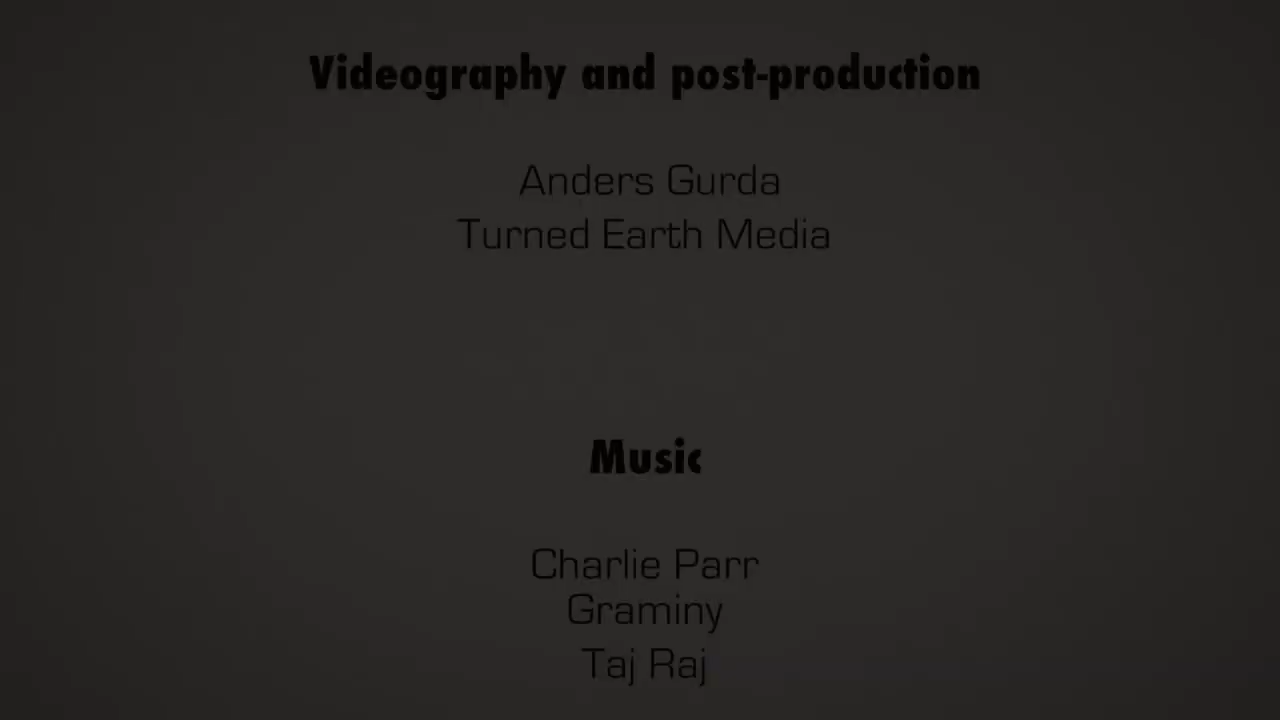 Videography and post-production
Anders Gurda
Turned Earth Media
Music
Charlie Parr
Graminy
Taj Raj